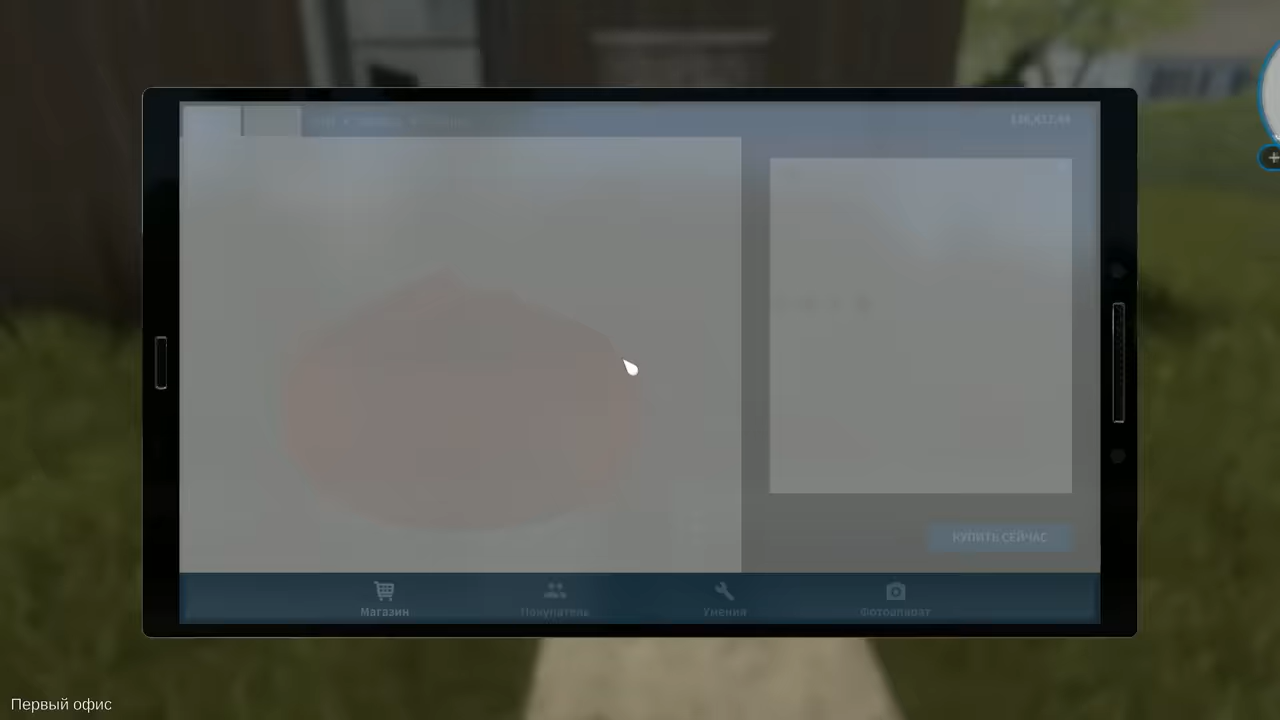 КУПИТЬ СЕЙЧАС
Магазин
Покупатель
Умения
Фотоаппарат
Первый офис